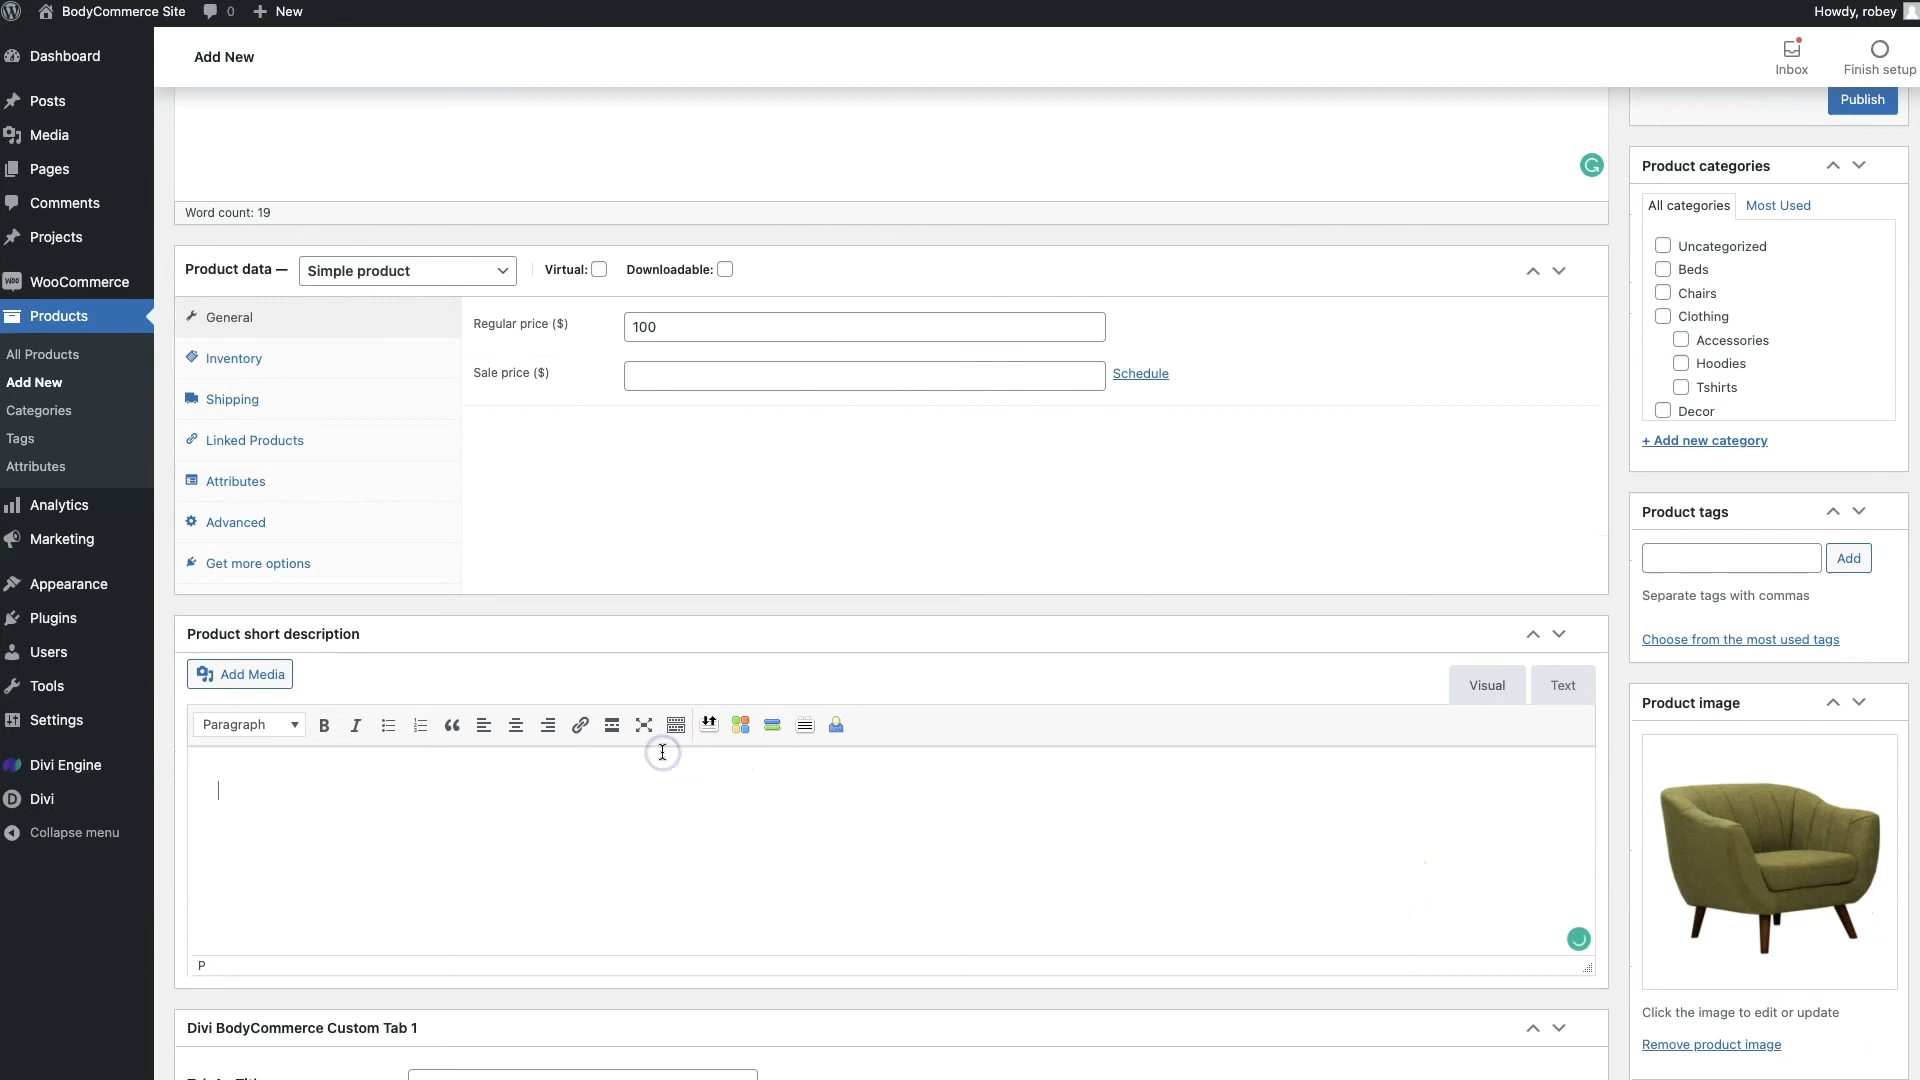 BodyCommerce Site
0
New
Howdy, robey
Dashboard
Posts
Media
Pages
Comments
Projects
WooCommerce
Products
All Products
Add New
Categories
Tags
Attributes
Analytics
Marketing
Appearance
Plugins
Users
Tools
Settings
Divi Engine
Divi
Collapse menu
Add New
Inbox
Finish setup
Word count: 19
Product data —
Simple product
Virtual:
Downloadable:
General
Inventory
Shipping
Linked Products
Attributes
Advanced
Get more options
Regular price ($)
100
Sale price ($)
Schedule
Product short description
Add Media
Visual
Text
Paragraph
P
Divi BodyCommerce Custom Tab 1
Publish
Product categories
All categories
Most Used
Uncategorized
Beds
Chairs
Clothing
Accessories
Hoodies
Tshirts
Decor
+ Add new category
Product tags
Add
Separate tags with commas
Choose from the most used tags
Product image
Click the image to edit or update
Remove product image